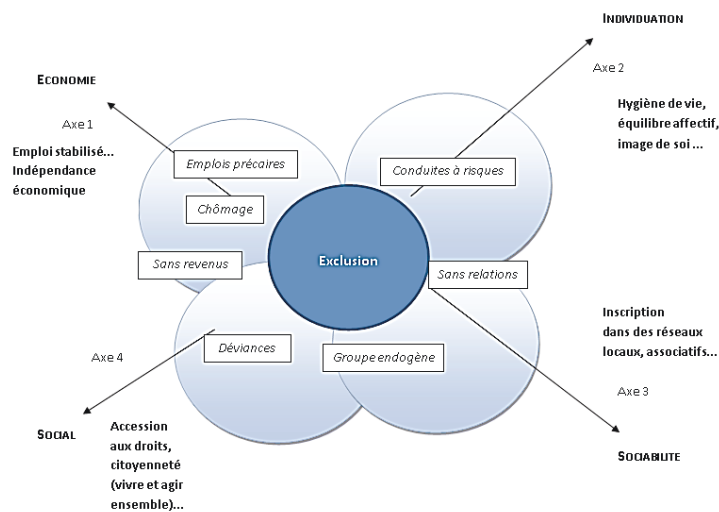 INDIVIDUATION
Axe 2
ECONOMIE
Axe 1
Hygiène de vie,
équilibre affectif,
image de soi ...
Emploi stabilisé...
Indépendance
économique
Emplois précaires
Conduites à risques
Chômage
Exclusion
Sans revenus
Sans relations
Inscription
dans des réseaux
locaux, associatifs...
Déviances
Groupe endogène
Axe 4
Axe 3
SOCIAL
Accession
aux droits,
citoyenneté
(vivre et agir
ensemble)...
SOCIABILITE